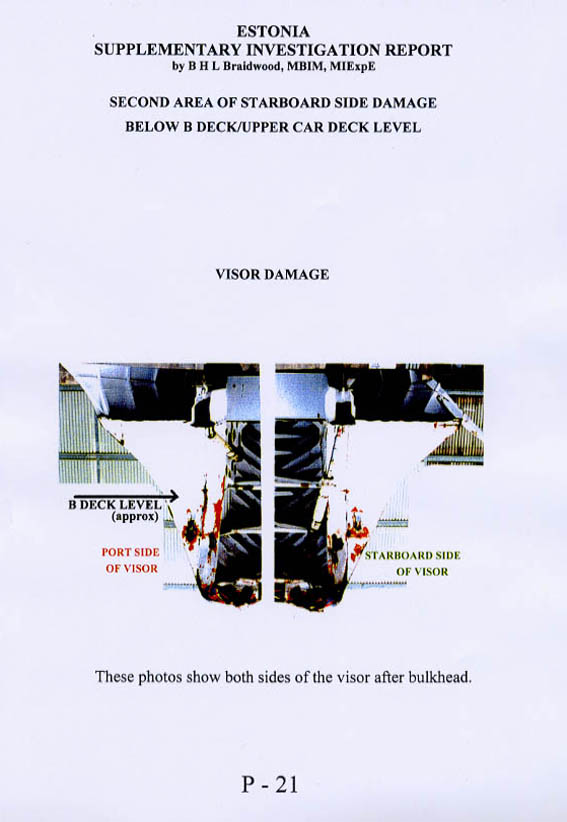 ESTONIA
SUPPLEMENTARY INVESTIGATION REPORT
by B H L Braidwood, MBIM, MIExpE
SECOND AREA OF STARBOARD SIDE DAMAGE
BELOW B DECK/UPPER CAR DECK LEVEL
VISOR DAMAGE
B DECK LEVEL
(approx)
PORT SIDE
OF VISOR
STARBOARD SIDE
OF VISOR
These photos show both sides of the visor after bulkhead.
P - 21